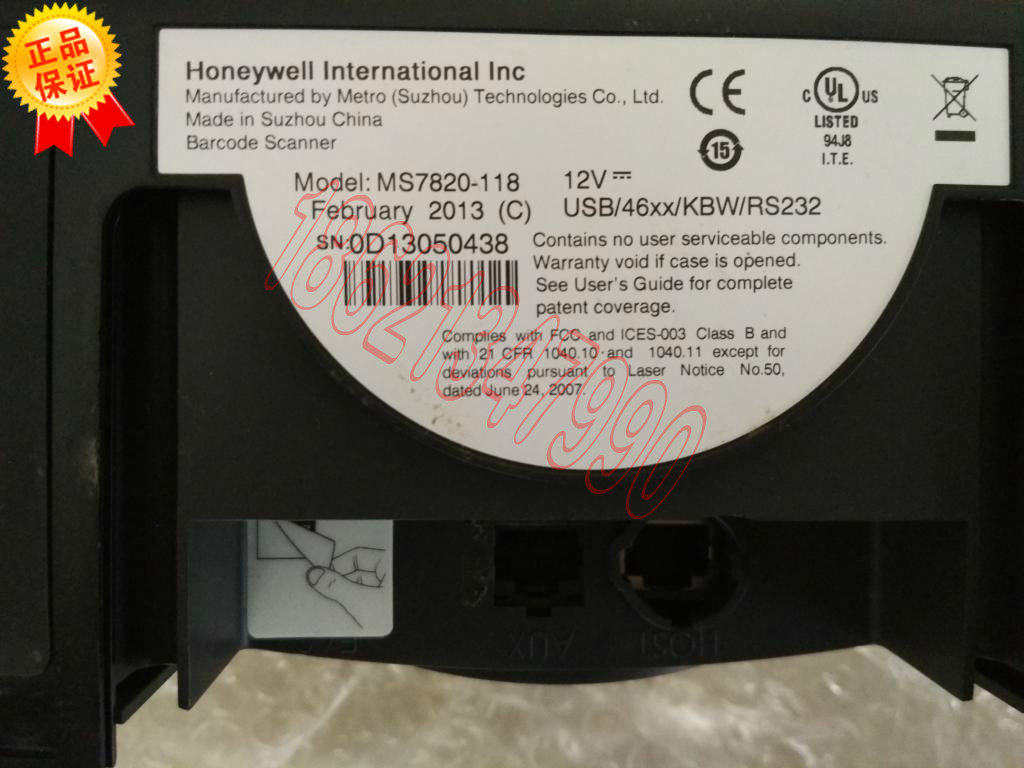 正品
保证
Honeywell International Inc
Manufactured by Metro (Suzhou) Technologies Co., Ltd.
Made in Suzhou China
Barcode Scanner
CE
15
C UL US
LISTED
94J8
I.T.E.
Model: MS7820-118
12V
February 2013 (C)
USB/46xx/KBW/RS232
SN:0D13050438
Contains no user serviceable components.
Warranty void if case is opened.
See User's Guide for complete
patent coverage.
Complies with FCC and ICES-003 Class B and
with 21 CFR 1040.10 and 1040.11 except for
deviations pursuant to Laser Notice No.50,
dated June 24, 2007.
18621347990
AUX
HOST